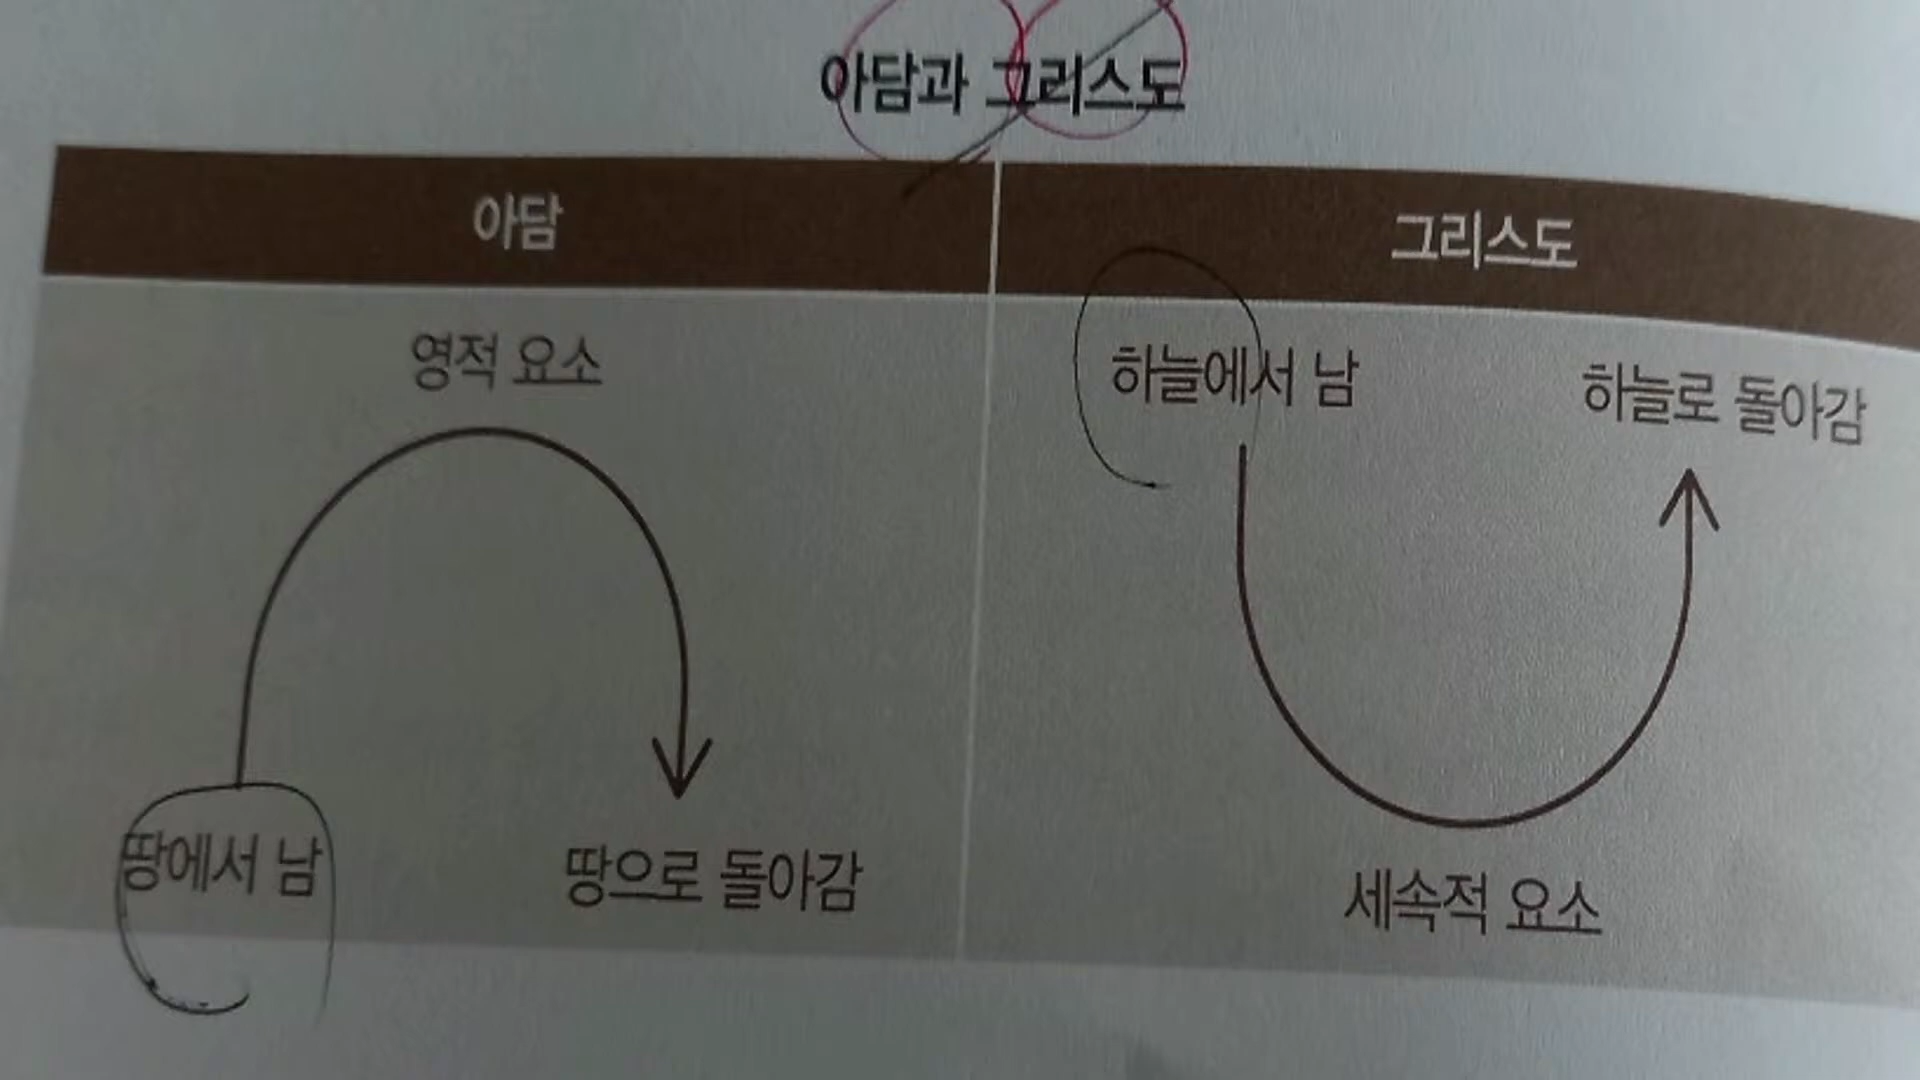 아담과 그리스도
아담
그리스도
영적 요소
땅에서 남
땅으로 돌아감
하늘에서 남
하늘로 돌아감
세속적 요소